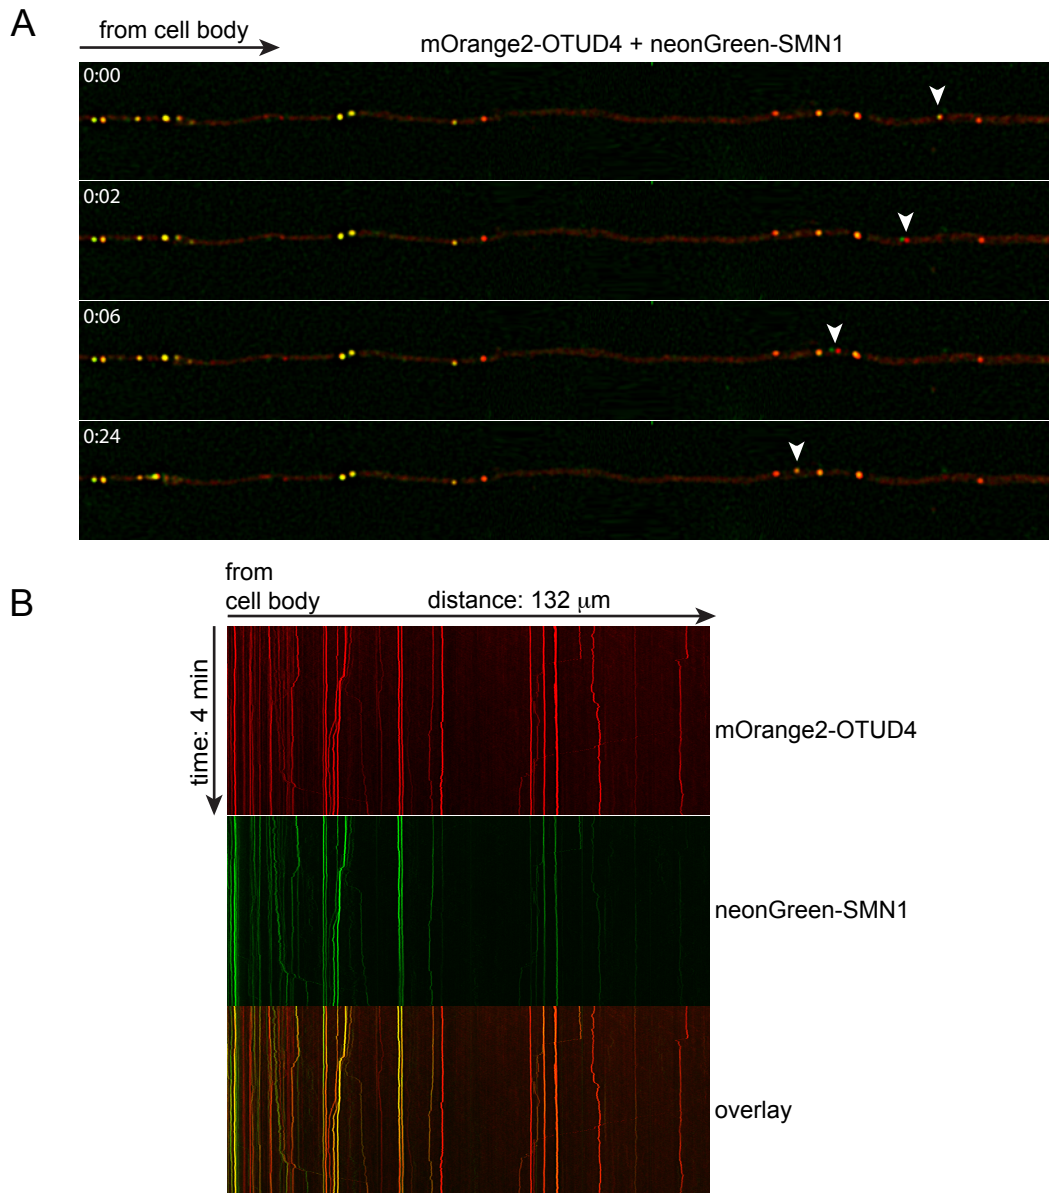 A
from cell body
mOrange2-OTUD4 + neonGreen-SMN1
0:00
0:02
0:06
0:24
B
from
cell body
distance: 132 µm
time: 4 min
mOrange2-OTUD4
neonGreen-SMN1
overlay